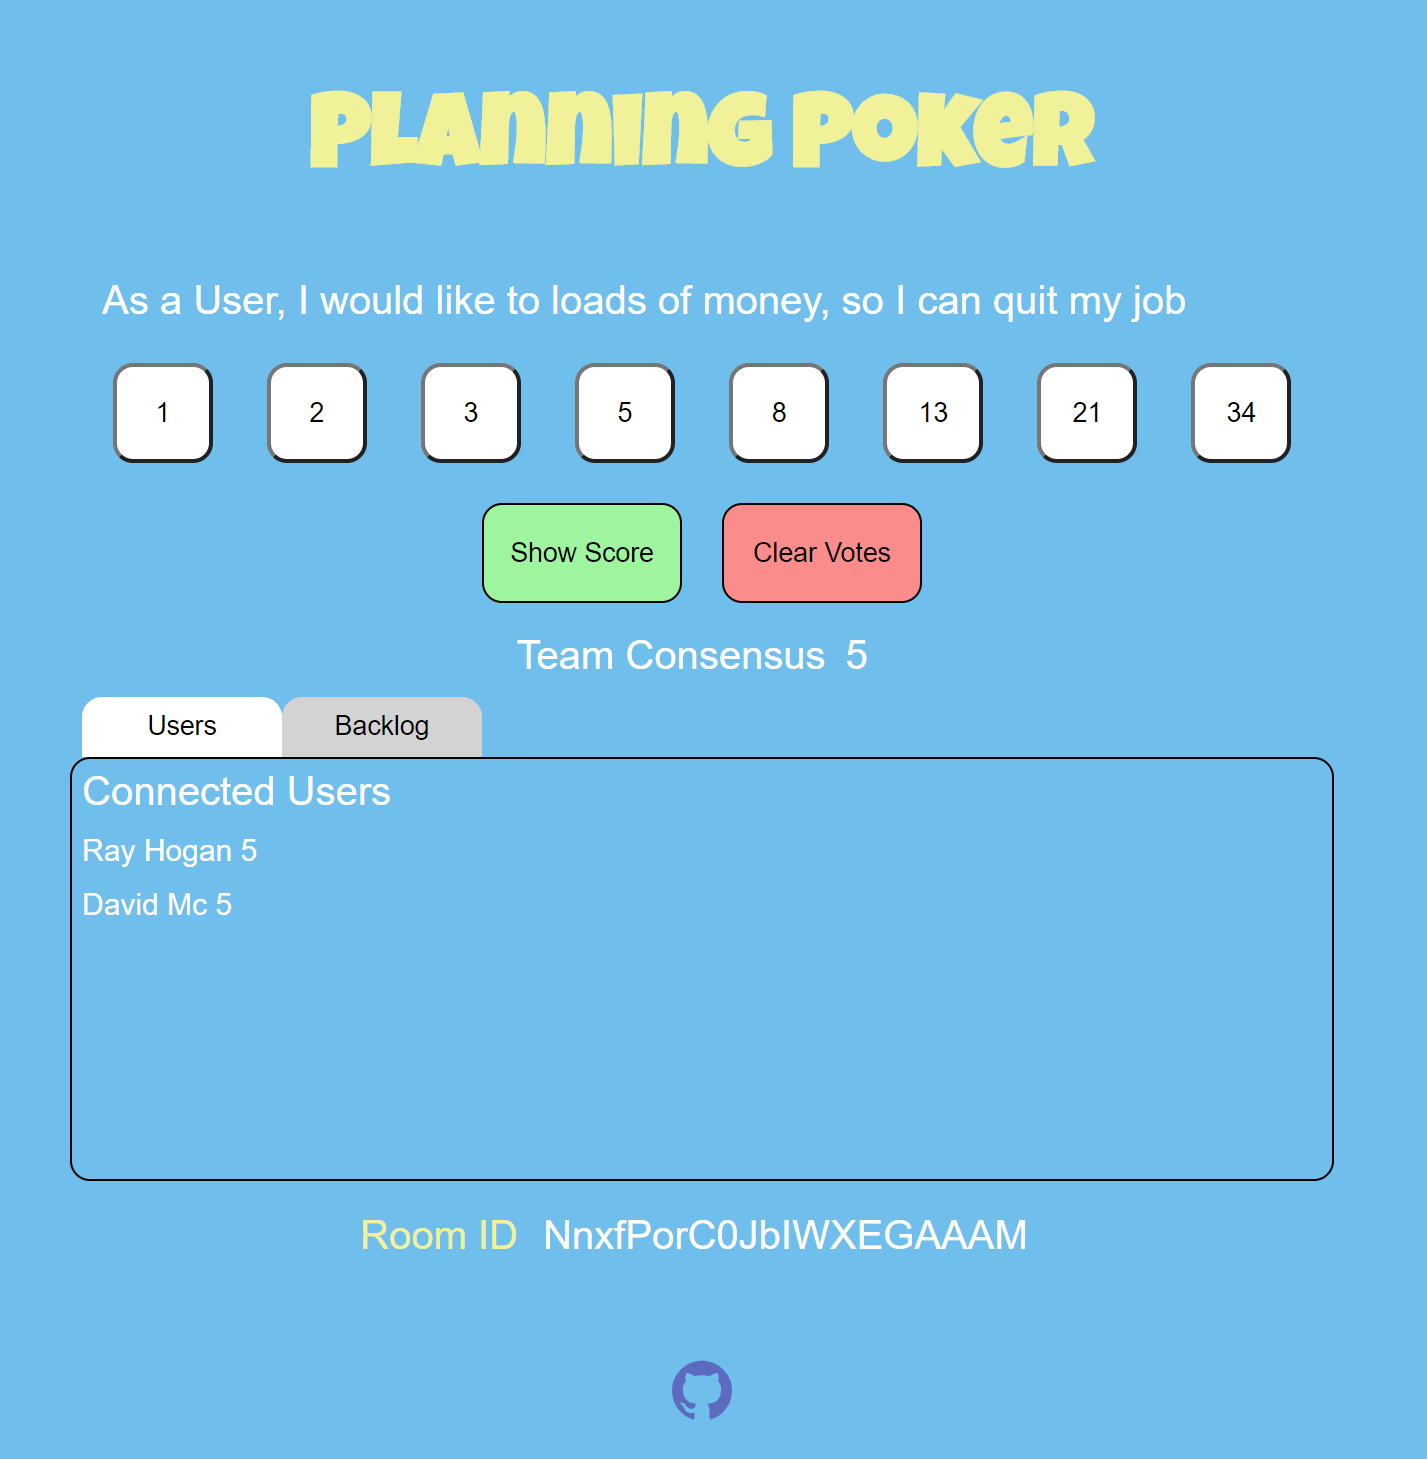 PLANNING POKER
As a User, I would like to loads of money, so I can quit my job
1 2 3 5 8 13 21 34
Show Score Clear Votes
Team Consensus 5
Users Backlog
Connected Users
Ray Hogan 5
David Mc 5
Room ID NnxfPorC0JbIWXEGAAAM